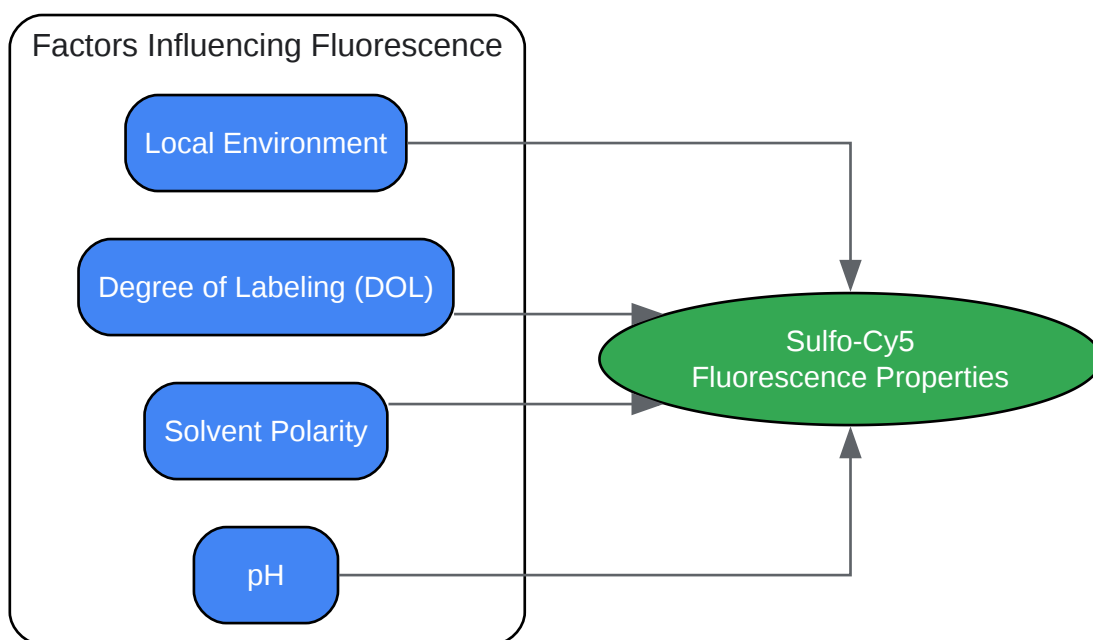 Factors Influencing Fluorescence
Local Environment
Degree of Labeling (DOL)
Solvent Polarity
pH
Sulfo-Cy5
Fluorescence Properties